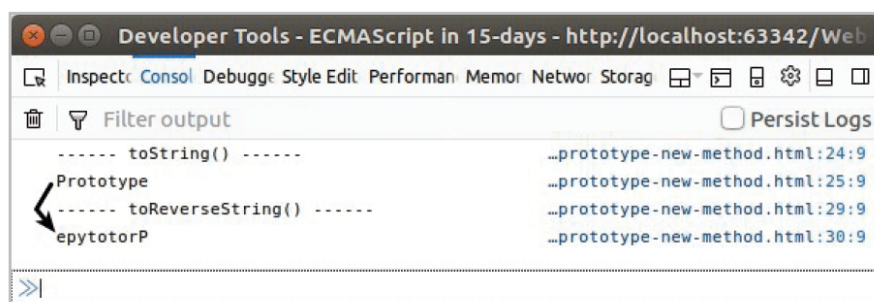 Developer Tools - ECMAScript in 15-days - http://localhost:63342/Web
Inspecto Consol Debugge Style Edit Performan Memor Networ Storag
Filter output Persist Logs
------ toString() ------ …prototype-new-method.html:24:9
Prototype …prototype-new-method.html:25:9
------ toReverseString() ------ …prototype-new-method.html:29:9
epytotorP …prototype-new-method.html:30:9